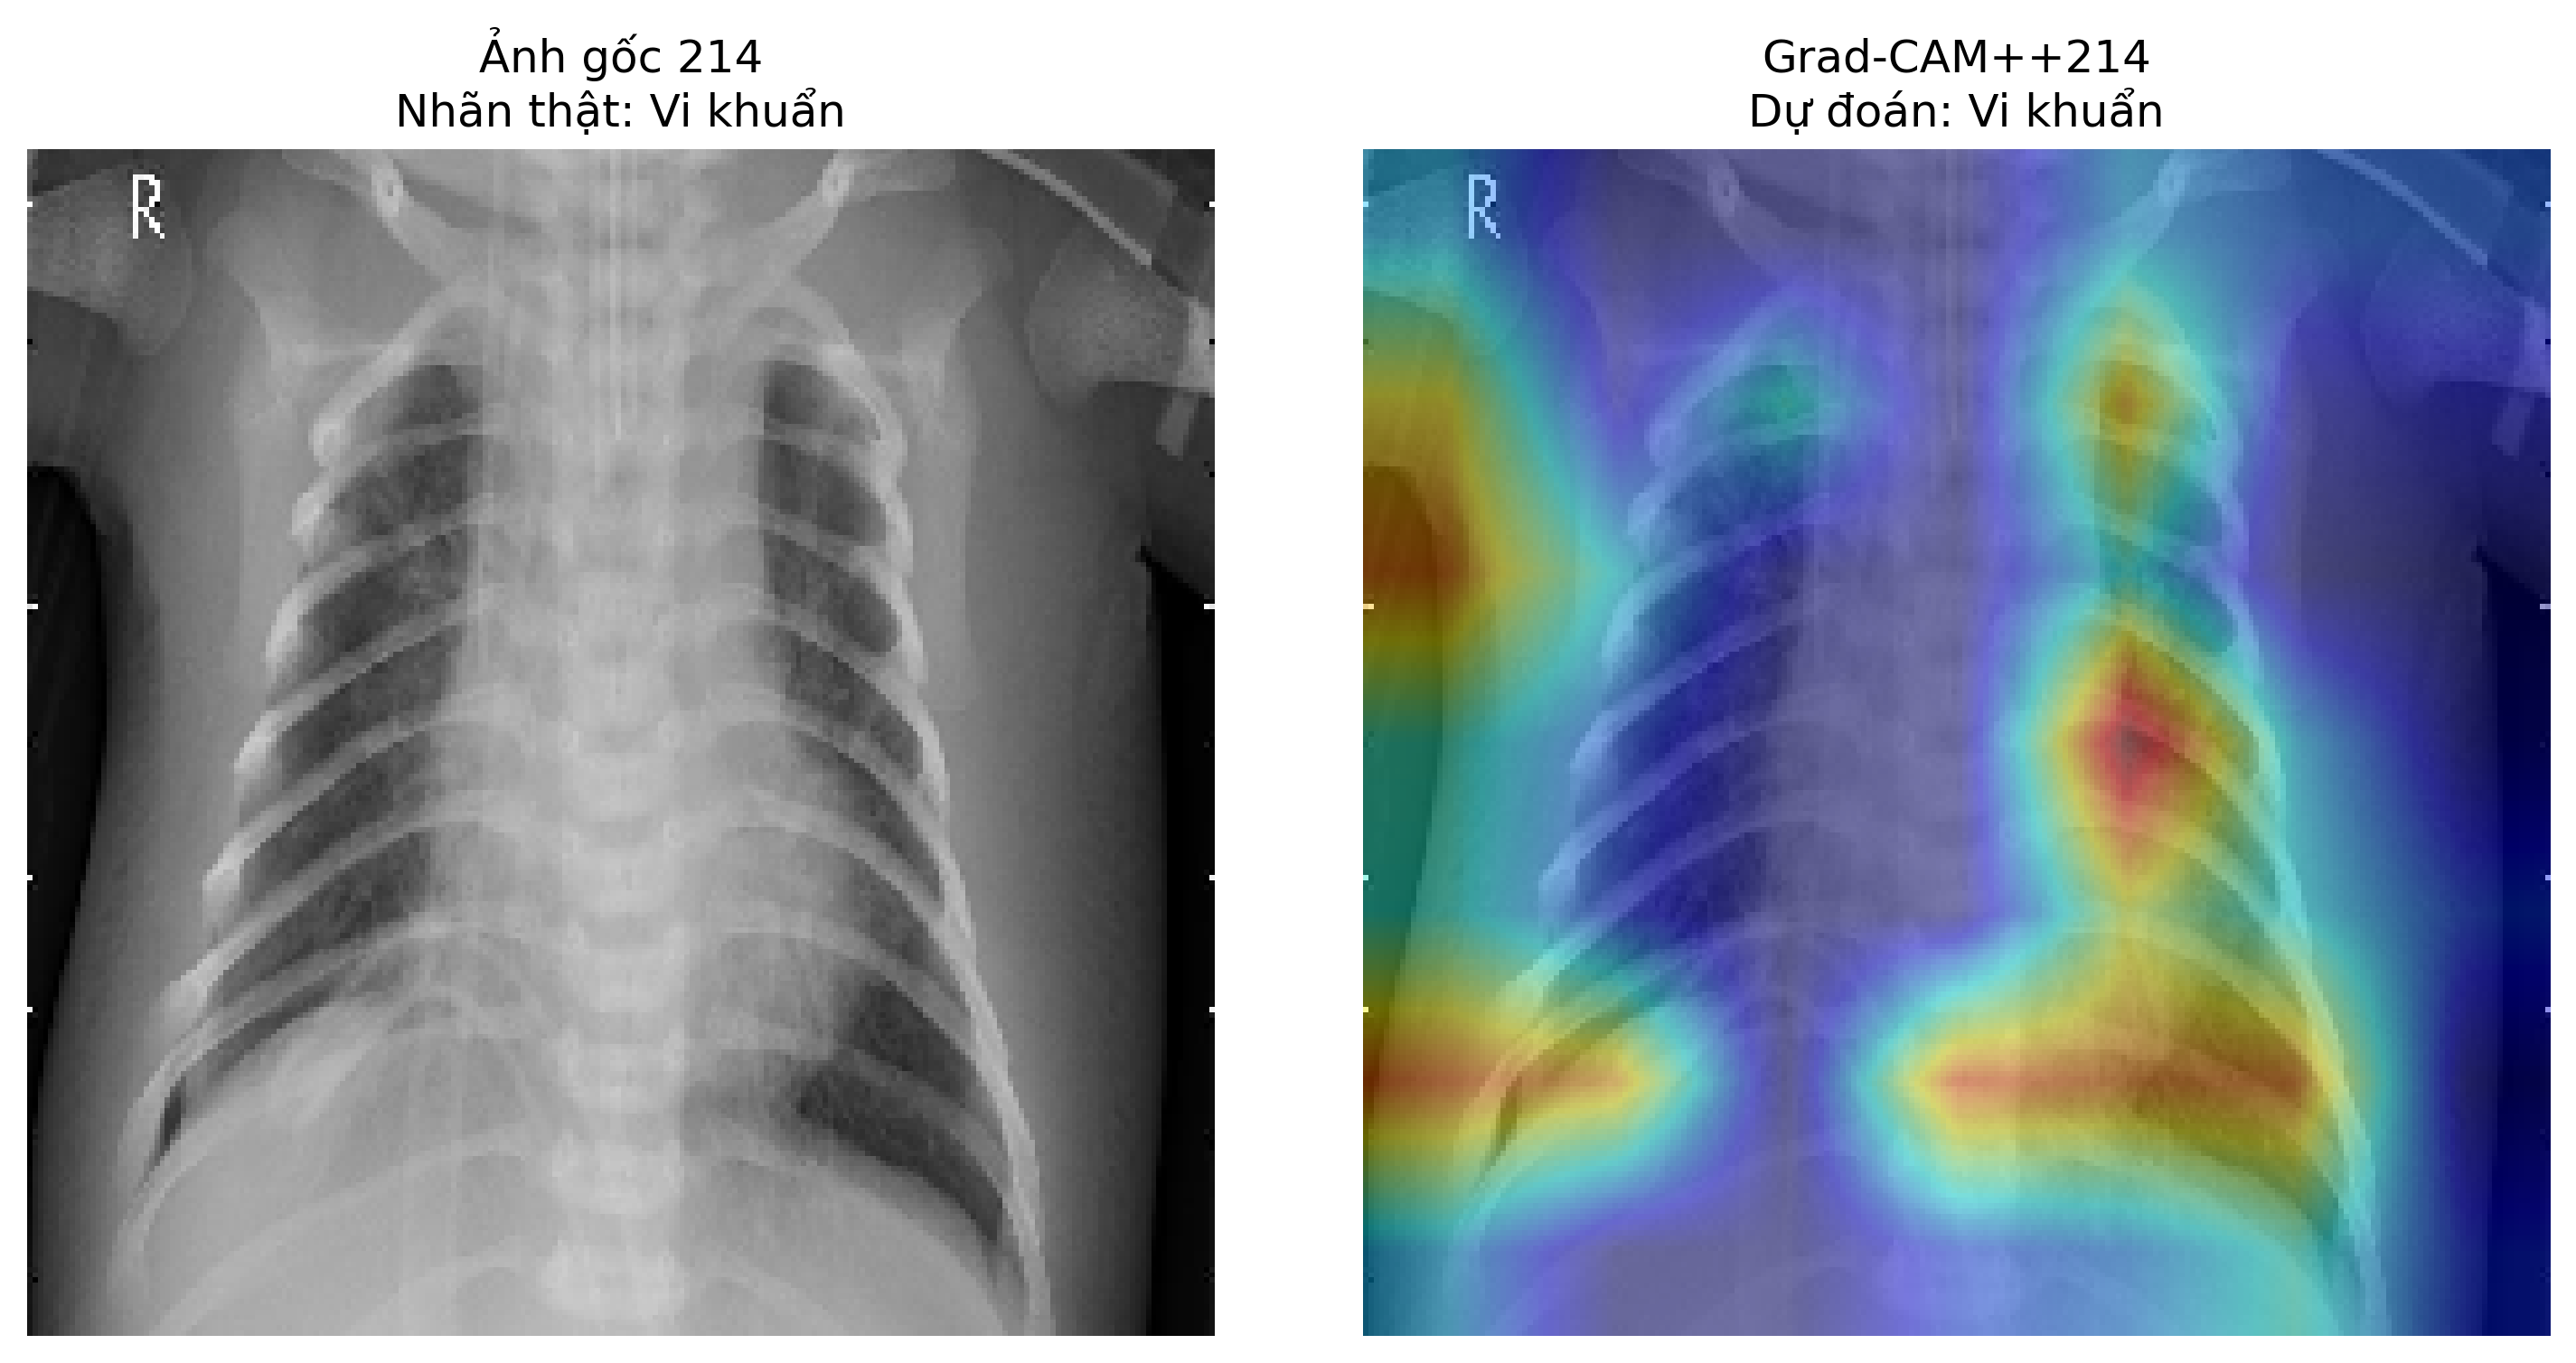 Ảnh gốc 214
Nhãn thật: Vi khuẩn
R
Grad-CAM++214
Dự đoán: Vi khuẩn
R